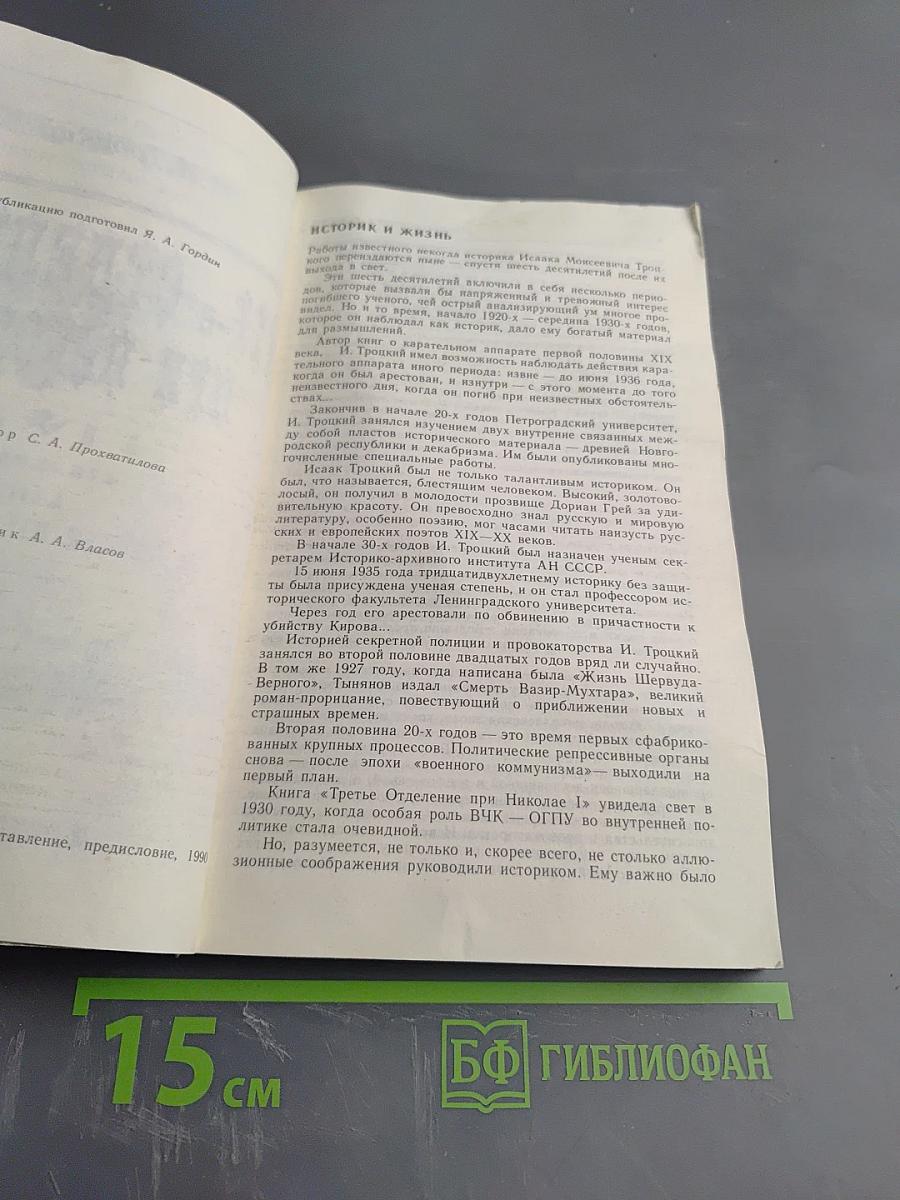 убликацию подготовил Я. А. Гордин
ор С. А. Прохватилова
ик А. А. Власов
тавление, предисловие, 1990
ИСТОРИК И ЖИЗНЬ
Работы известного некогда историка Исаака Моисеевича Троц-
кого переиздаются ныне — спустя шесть десятилетий после их
выхода в свет.
Эти шесть десятилетий включили в себя несколько перио-
дов, которые вызвали бы напряженный и тревожный интерес
погибшего ученого, чей острый анализирующий ум многое про-
видел. Но и то время, начало 1920-х — середина 1930-х годов,
которое он наблюдал как историк, дало ему богатый материал
для размышлений.
Автор книг о карательном аппарате первой половины XIX
века, И. Троцкий имел возможность наблюдать действия кара-
тельного аппарата иного периода: извне — до июня 1936 года,
когда он был арестован, и изнутри — с этого момента до того
неизвестного дня, когда он погиб при неизвестных обстоятель-
ствах...
Закончив в начале 20-х годов Петроградский университет,
И. Троцкий занялся изучением двух внутренне связанных меж-
ду собой пластов исторического материала — древней Новго-
родской республики и декабризма. Им были опубликованы мно-
гочисленные специальные работы.
Исаак Троцкий был не только талантливым историком. Он
был, что называется, блестящим человеком. Высокий, золотово-
лосый, он получил в молодости прозвище Дориан Грей за уди-
вительную красоту. Он превосходно знал русскую и мировую
литературу, особенно поэзию, мог часами читать наизусть рус-
ских и европейских поэтов XIX—XX веков.
В начале 30-х годов И. Троцкий был назначен ученым сек-
ретарем Историко-архивного института АН СССР.
15 июня 1935 года тридцатидвухлетнему историку без защи-
ты была присуждена ученая степень, и он стал профессором ис-
торического факультета Ленинградского университета.
Через год его арестовали по обвинению в причастности к
убийству Кирова...
Историей секретной полиции и провокаторства И. Троцкий
занялся во второй половине двадцатых годов вряд ли случайно.
В том же 1927 году, когда написана была «Жизнь Шервуда-
Верного», Тынянов издал «Смерть Вазир-Мухтара», великий
роман-прорицание, повествующий о приближении новых и
страшных времен.
Вторая половина 20-х годов — это время первых сфабрико-
ванных крупных процессов. Политические репрессивные органы
снова — после эпохи «военного коммунизма»— выходили на
первый план.
Книга «Третье Отделение при Николае I» увидела свет в
1930 году, когда особая роль ВЧК — ОГПУ во внутренней по-
литике стала очевидной.
Но, разумеется, не только и, скорее всего, не столько аллю-
зионные соображения руководили историком. Ему важно было
15 см
БФ ГИБЛИОФАН